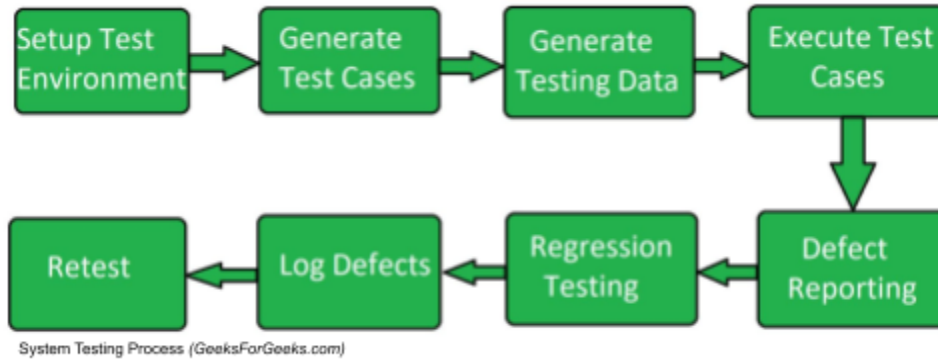 Setup Test
Environment
Generate
Test Cases
Generate
Testing Data
Execute Test
Cases
Defect
Reporting
Regression
Testing
Log Defects
Retest
System Testing Process (GeeksForGeeks.com)